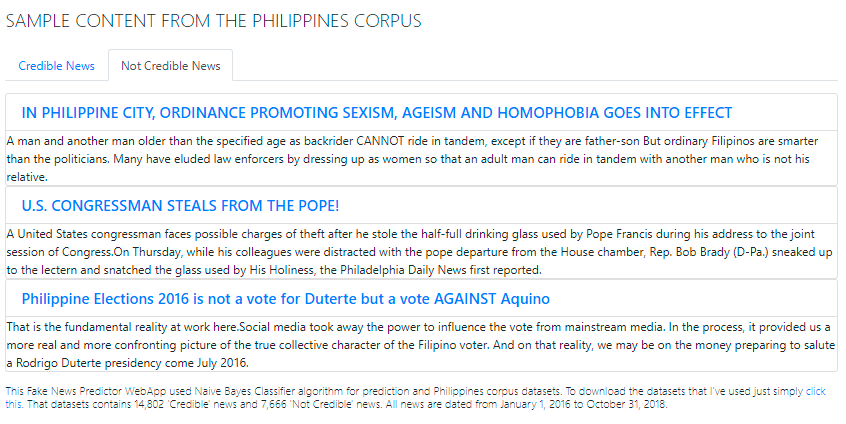 SAMPLE CONTENT FROM THE PHILIPPINES CORPUS
Credible News
Not Credible News
IN PHILIPPINE CITY, ORDINANCE PROMOTING SEXISM, AGEISM AND HOMOPHOBIA GOES INTO EFFECT
A man and another man older than the specified age as backrider CANNOT ride in tandem, except if they are father-son But ordinary Filipinos are smarter
than the politicians. Many have eluded law enforcers by dressing up as women so that an adult man can ride in tandem with another man who is not his
relative.
U.S. CONGRESSMAN STEALS FROM THE POPE!
A United States congressman faces possible charges of theft after he stole the half-full drinking glass used by Pope Francis during his address to the joint
session of Congress.On Thursday, while his colleagues were distracted with the pope departure from the House chamber, Rep. Bob Brady (D-Pa.) sneaked up
to the lectern and snatched the glass used by His Holiness, the Philadelphia Daily News first reported.
Philippine Elections 2016 is not a vote for Duterte but a vote AGAINST Aquino
That is the fundamental reality at work here.Social media took away the power to influence the vote from mainstream media. In the process, it provided us a
more real and more confronting picture of the true collective character of the Filipino voter. And on that reality, we may be on the money preparing to salute
a Rodrigo Duterte presidency come July 2016.
This Fake News Predictor WebApp used Naive Bayes Classifier algorithm for prediction and Philippines corpus datasets. To download the datasets that I've used just simply click
this. That datasets contains 14,802 'Credible' news and 7,666 'Not Credible' news. All news are dated from January 1, 2016 to October 31, 2018.